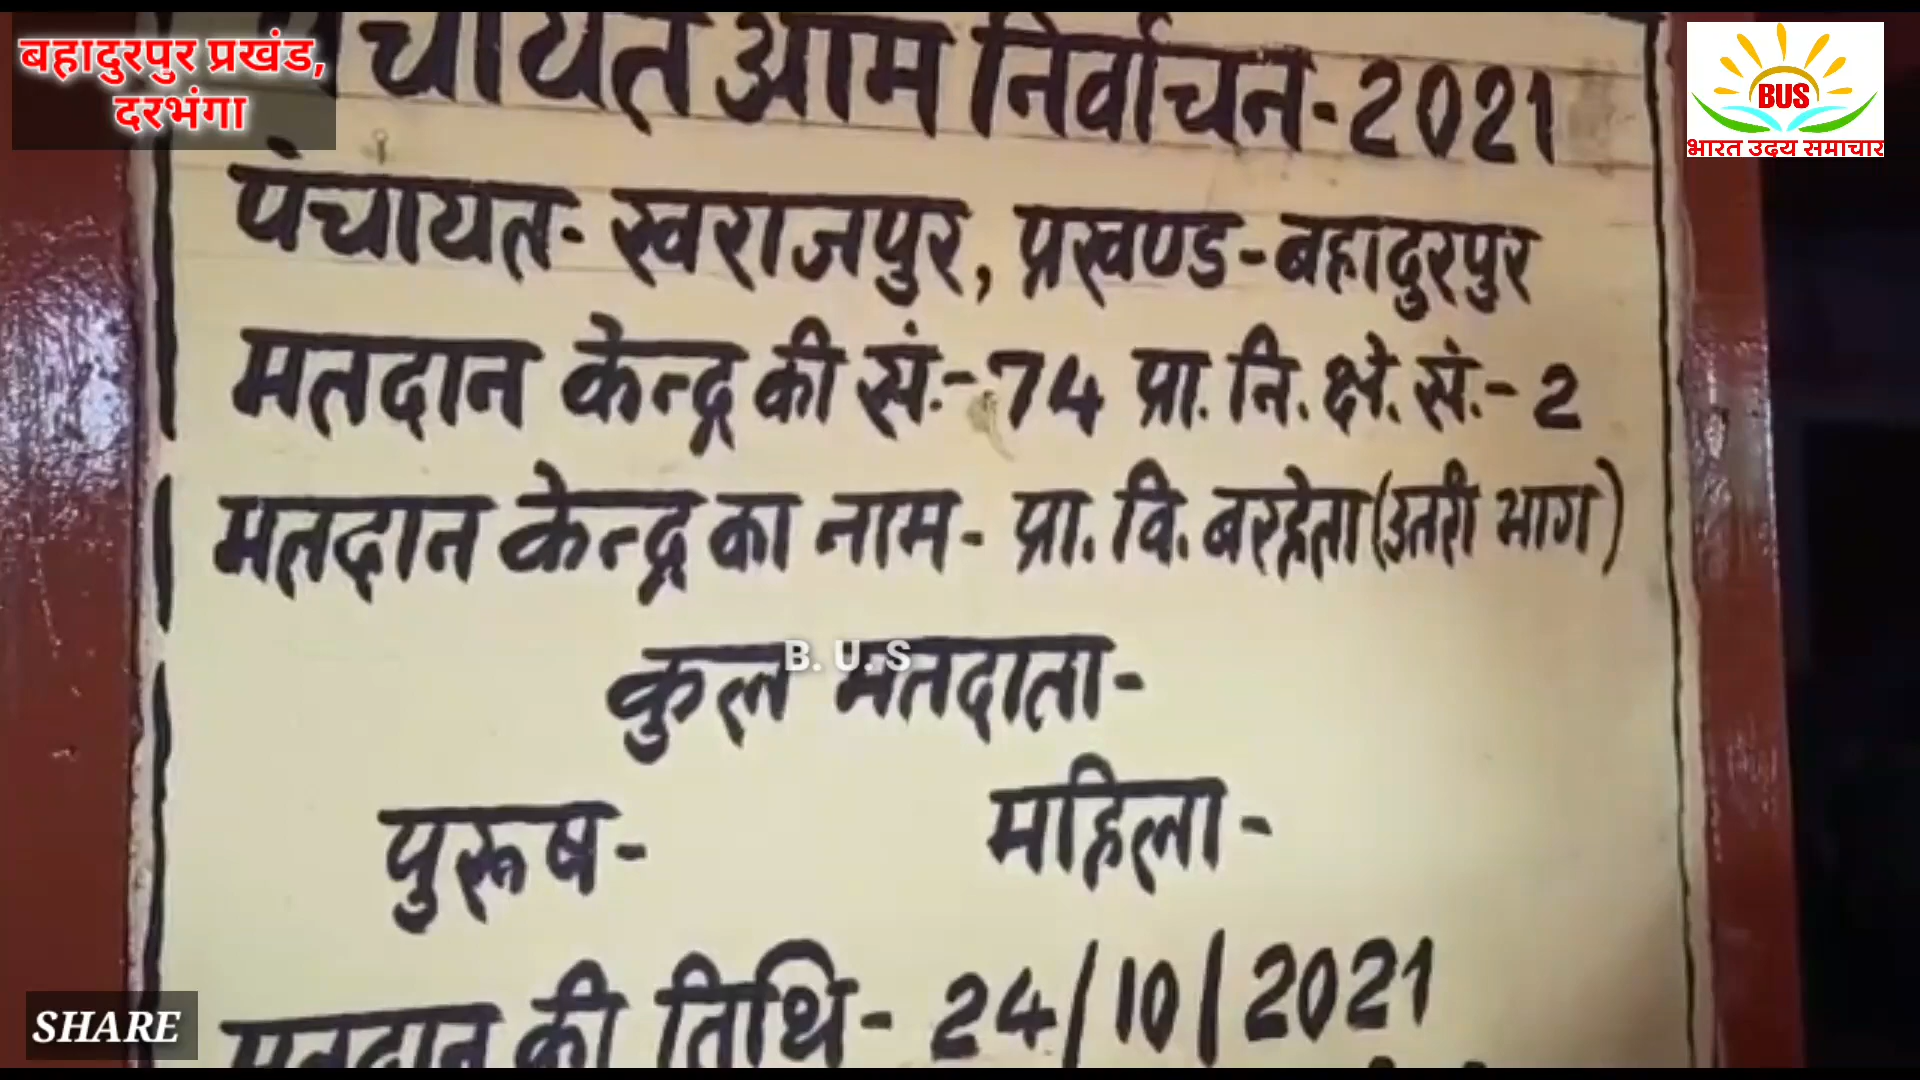 बहादुरपुर प्रखंड,
दरभंगा
BUS
भारत उदय समाचार
पंचायत आम निर्वाचन-2021
पंचायत- खराजपुर, प्रखण्ड-बहादुरपुर
मतदान केन्द्र की सं.-74 प्रा. नि. क्षे. सं.-2
मतदान केन्द्र का नाम- प्रा. वि. बरहेता (उतरी भाग)
B. U. S
कुल मतदाता-
पुरूष- महिला-
मतदान की तिथि- 24/10/2021
SHARE